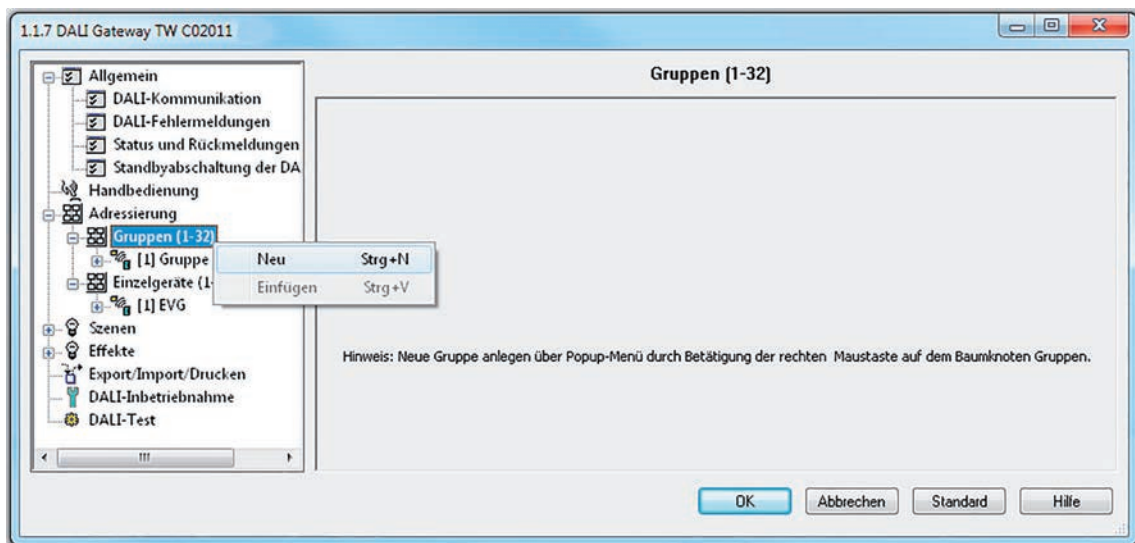 1.1.7 DALI Gateway TW C02011
Allgemein
DALI-Kommunikation
DALI-Fehlermeldungen
Status und Rückmeldungen
Standbyabschaltung der DA
Handbedienung
Adressierung
Gruppen (1-32)
[1] Gruppe
Einzelgeräte (1-
[1] EVG
Szenen
Effekte
Export/Import/Drucken
DALI-Inbetriebnahme
DALI-Test
Neu Strg+N
Einfügen Strg+V
Gruppen (1-32)
Hinweis: Neue Gruppe anlegen über Popup-Menü durch Betätigung der rechten Maustaste auf dem Baumknoten Gruppen.
OK Abbrechen Standard Hilfe